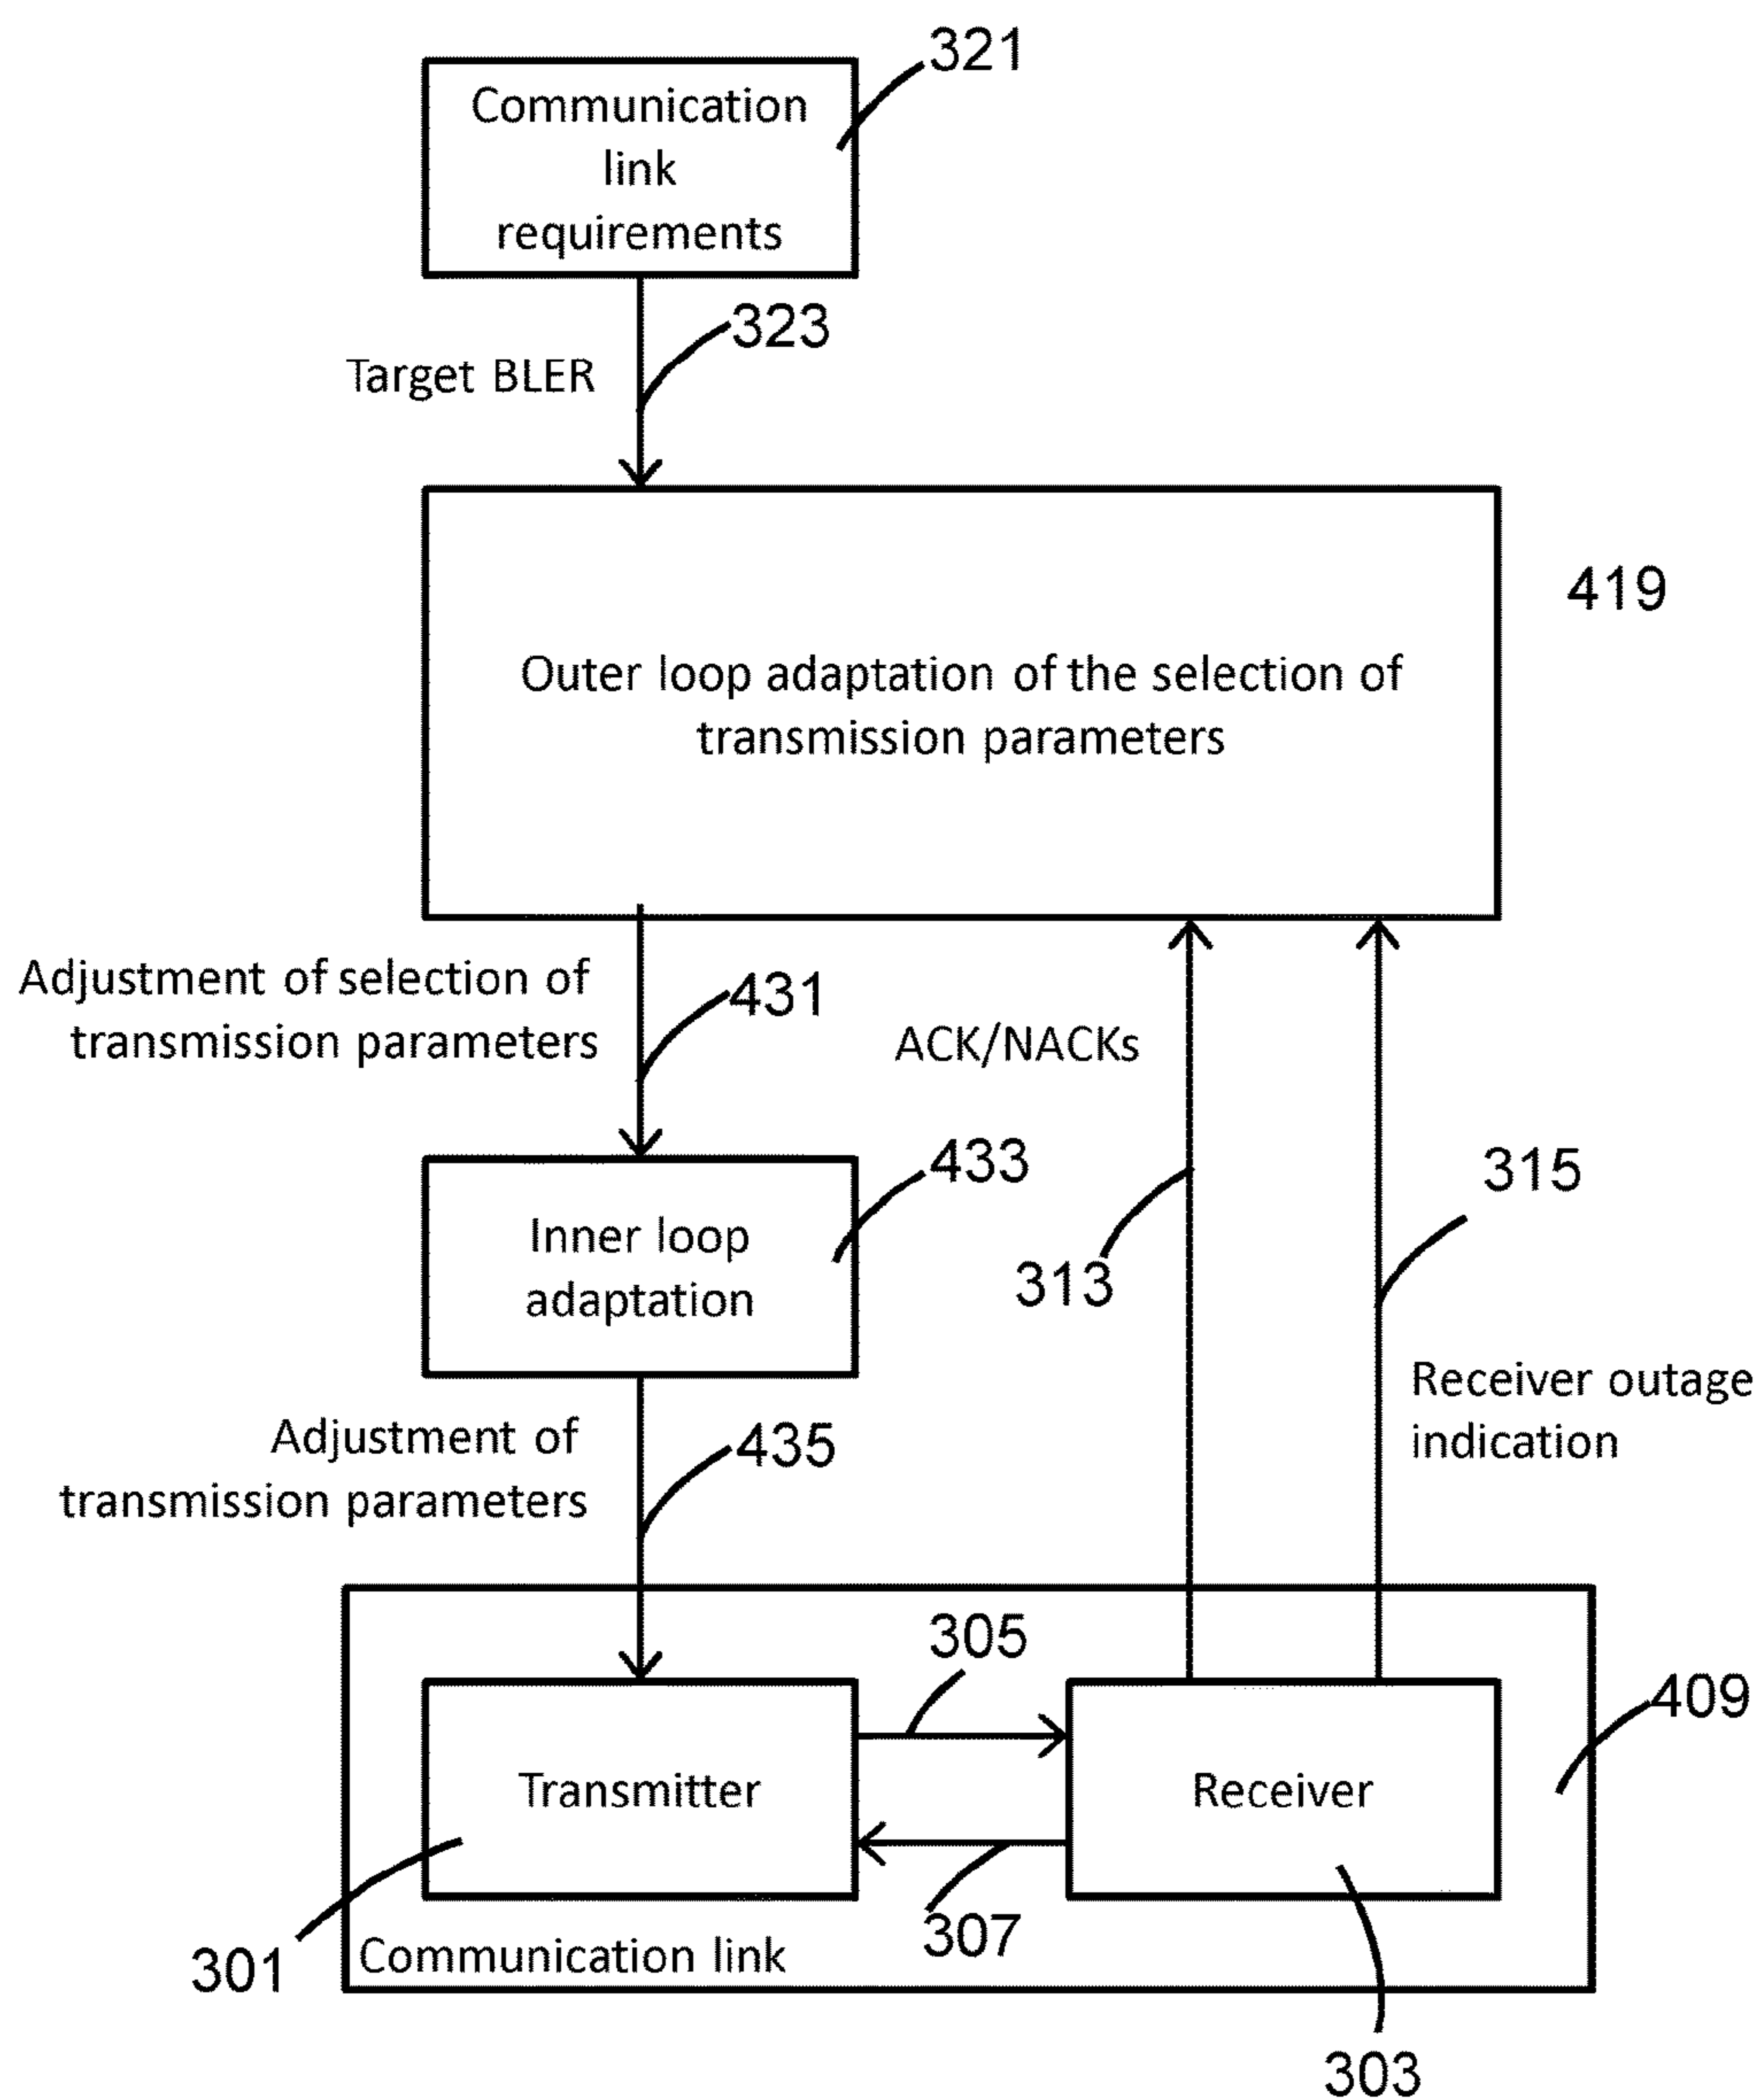 321
Communication
link
requirements
323
Target BLER
419
Outer loop adaptation of the selection of
transmission parameters
Adjustment of selection of
transmission parameters
431
ACK/NACKs
433
Inner loop
adaptation
313
315
Receiver outage
indication
Adjustment of
transmission parameters
435
305
409
Transmitter
Receiver
307
301
Communication link
303